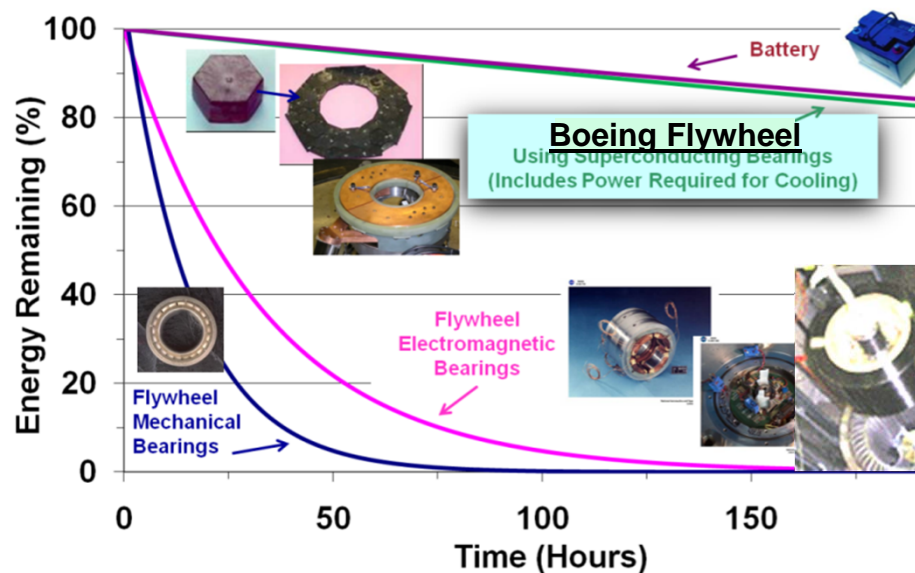 100
80
60
40
20
0
Energy Remaining (%)
Battery
Boeing Flywheel
Using Superconducting Bearings
(Includes Power Required for Cooling)
Flywheel
Electromagnetic
Bearings
Flywheel
Mechanical
Bearings
0
50
100
150
Time (Hours)